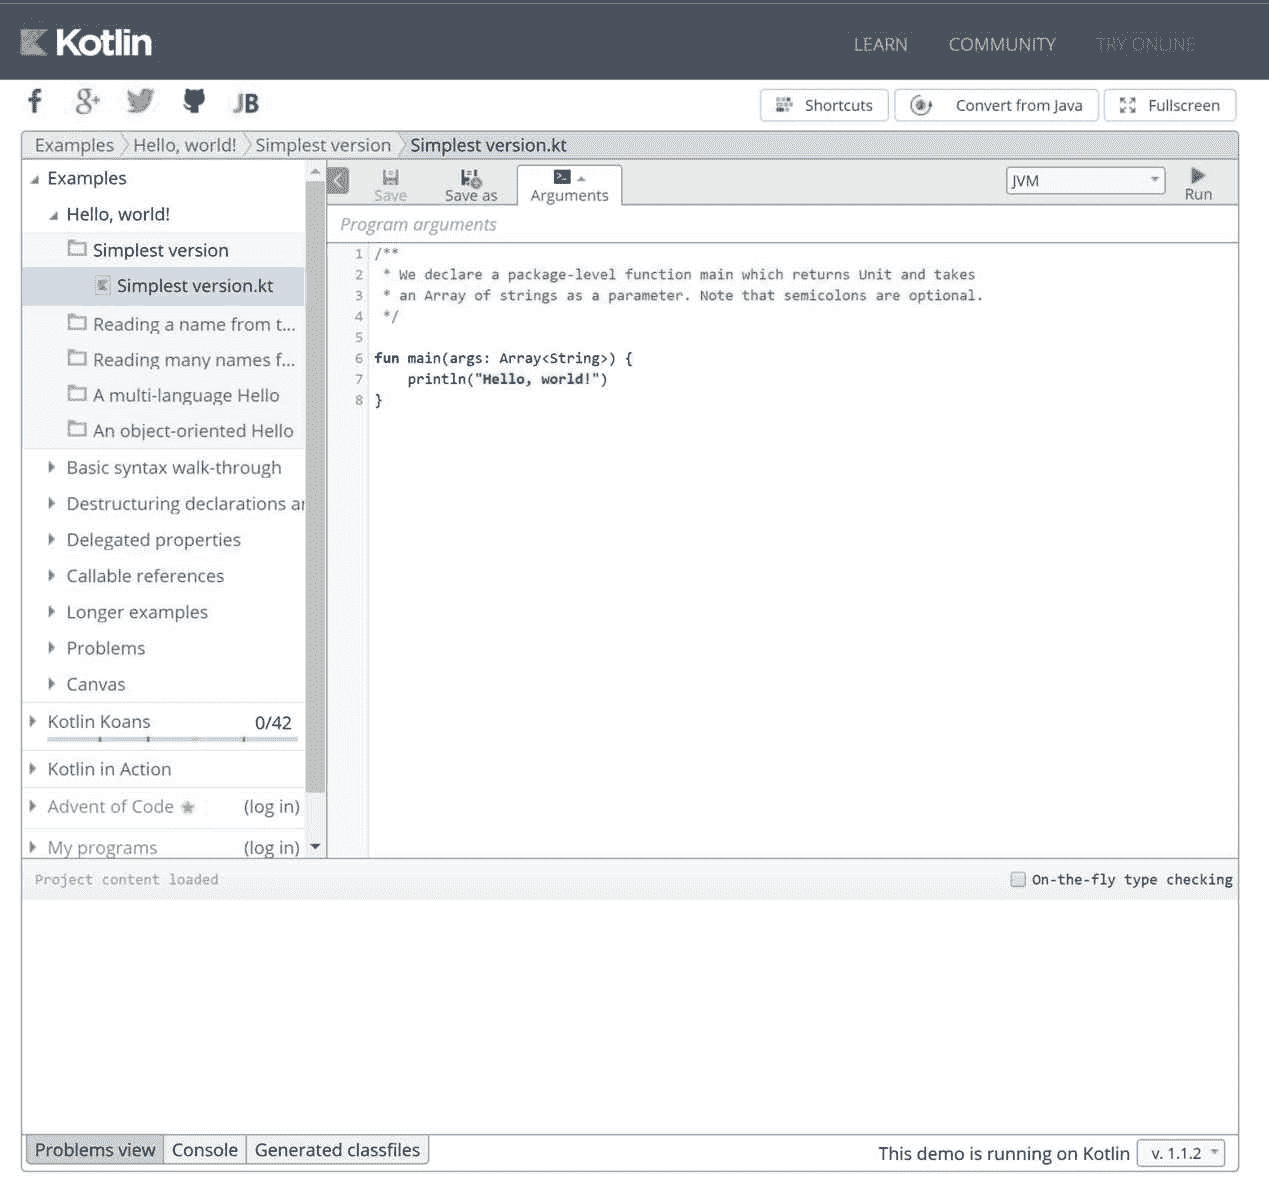 Kotlin
LEARN COMMUNITY TRY ONLINE
f g+ JB
Shortcuts Convert from Java Fullscreen
Examples Hello, world! Simplest version Simplest version.kt
Examples
Hello, world!
Simplest version
Simplest version.kt
Reading a name from t...
Reading many names f...
A multi-language Hello
An object-oriented Hello
Basic syntax walk-through
Destructuring declarations ar
Delegated properties
Callable references
Longer examples
Problems
Canvas
Kotlin Koans 0/42
Kotlin in Action
Advent of Code (log in)
My programs (log in)
Save Save as Arguments JVM Run
Program arguments
1 /**
2  * We declare a package-level function main which returns Unit and takes
3  * an Array of strings as a parameter. Note that semicolons are optional.
4  */
5
6 fun main(args: Array<String>) {
7     println("Hello, world!")
8 }
Project content loaded On-the-fly type checking
Problems view Console Generated classfiles This demo is running on Kotlin v. 1.1.2